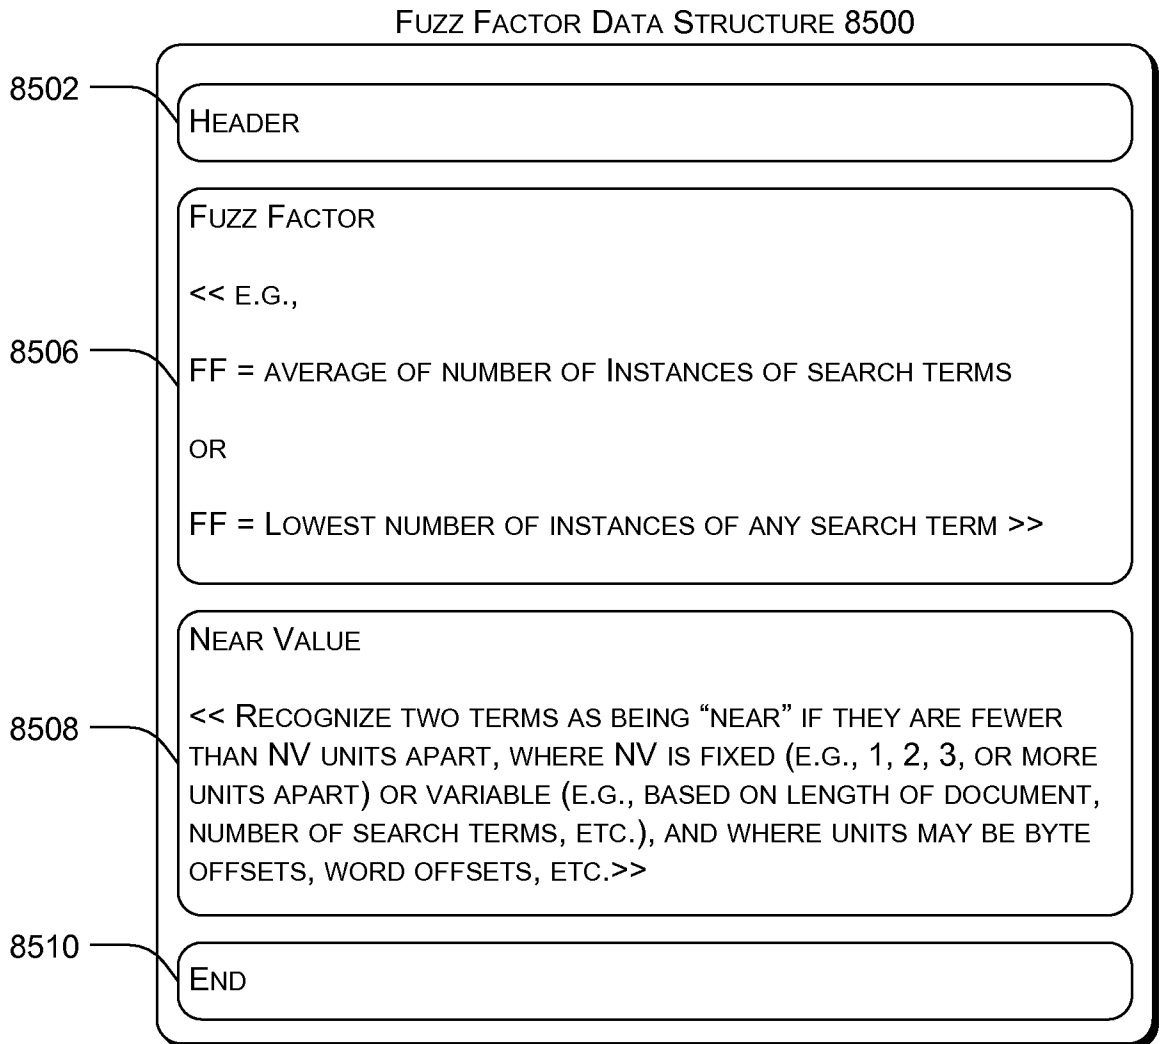 FUZZ FACTOR DATA STRUCTURE 8500
8502
HEADER
FUZZ FACTOR
<< E.G.,
8506
FF = AVERAGE OF NUMBER OF INSTANCES OF SEARCH TERMS
OR
FF = LOWEST NUMBER OF INSTANCES OF ANY SEARCH TERM >>
NEAR VALUE
8508
<< RECOGNIZE TWO TERMS AS BEING “NEAR” IF THEY ARE FEWER
THAN NV UNITS APART, WHERE NV IS FIXED (E.G., 1, 2, 3, OR MORE
UNITS APART) OR VARIABLE (E.G., BASED ON LENGTH OF DOCUMENT,
NUMBER OF SEARCH TERMS, ETC.), AND WHERE UNITS MAY BE BYTE
OFFSETS, WORD OFFSETS, ETC.>>
8510
END